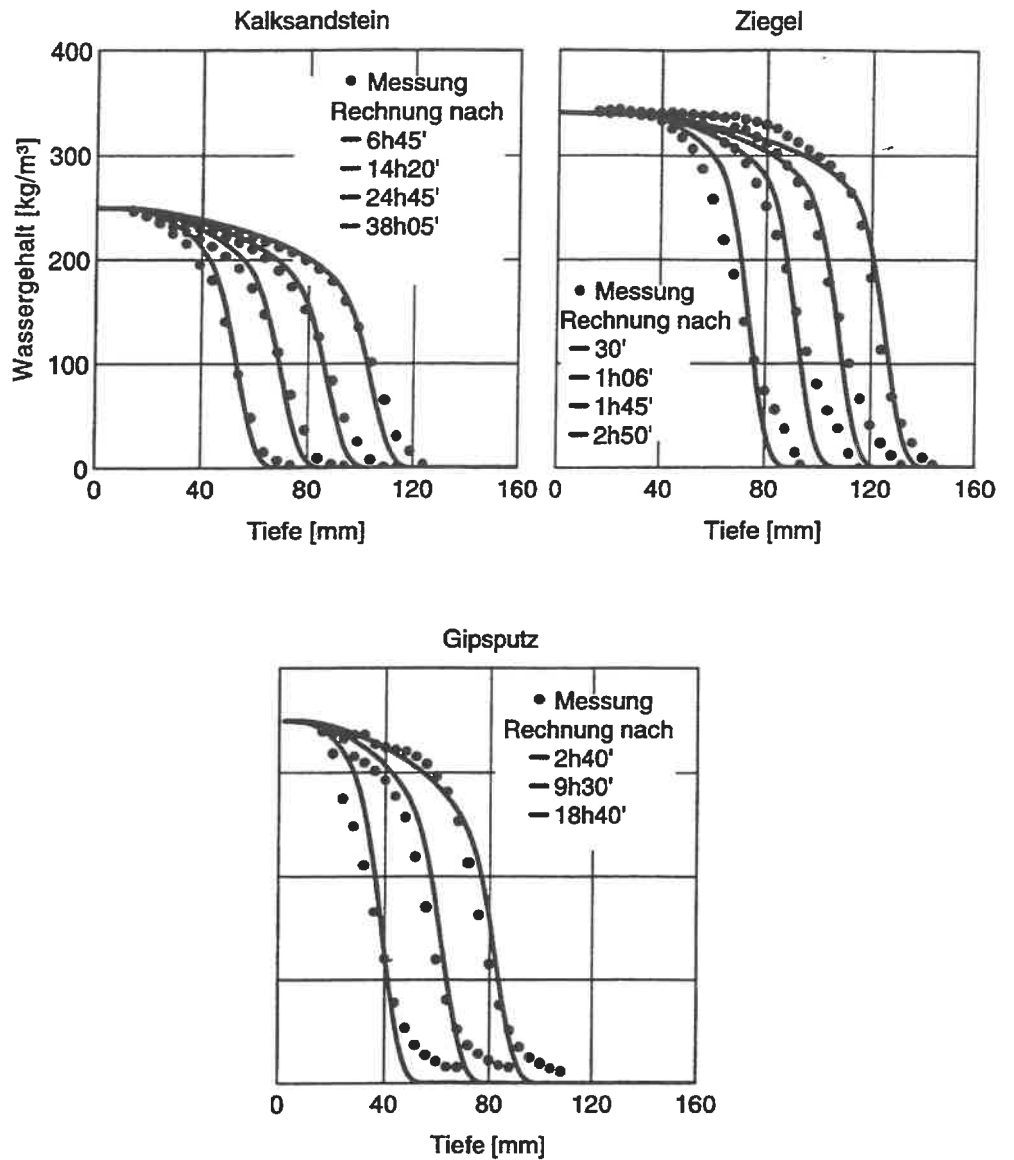 Kalksandstein
400
300
200
100
0
Wassergehalt [kg/m³]
• Messung
Rechnung nach
— 6h45'
— 14h20'
— 24h45'
— 38h05'
0 40 80 120 160
Tiefe [mm]
Ziegel
• Messung
Rechnung nach
— 30'
— 1h06'
— 1h45'
— 2h50'
0 40 80 120 160
Tiefe [mm]
Gipsputz
• Messung
Rechnung nach
— 2h40'
— 9h30'
— 18h40'
0 40 80 120 160
Tiefe [mm]